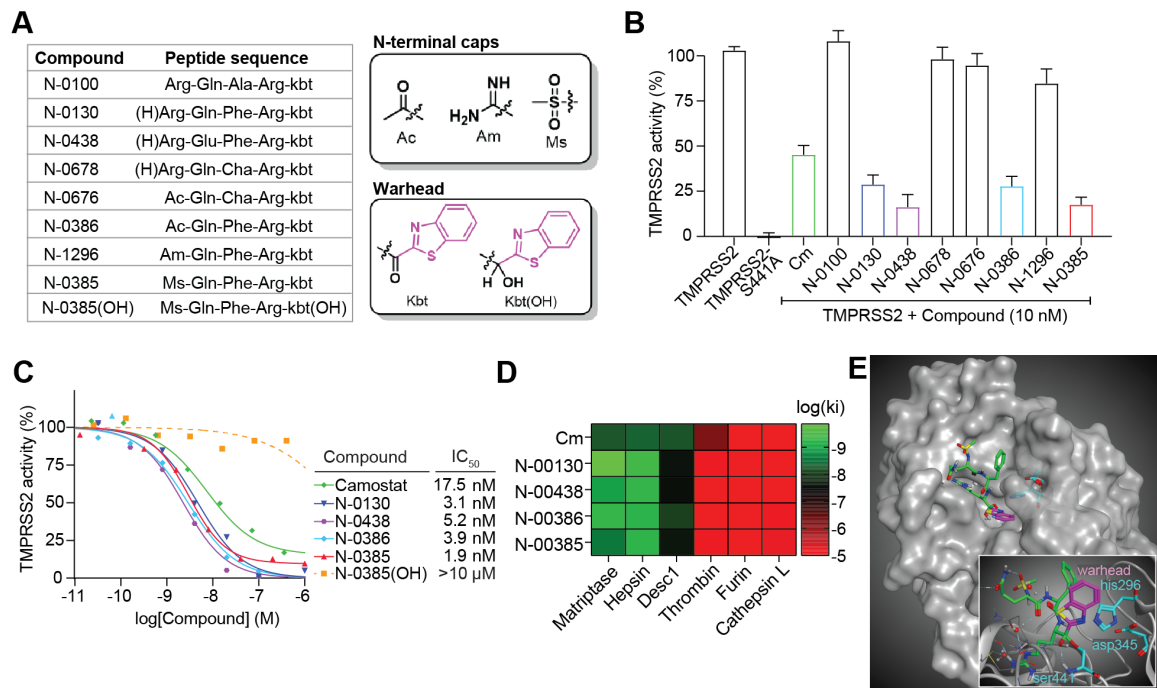 A
Compound Peptide sequence
N-0100 Arg-Gln-Ala-Arg-kbt
N-0130 (H)Arg-Gln-Phe-Arg-kbt
N-0438 (H)Arg-Glu-Phe-Arg-kbt
N-0678 (H)Arg-Gln-Cha-Arg-kbt
N-0676 Ac-Gln-Cha-Arg-kbt
N-0386 Ac-Gln-Phe-Arg-kbt
N-1296 Am-Gln-Phe-Arg-kbt
N-0385 Ms-Gln-Phe-Arg-kbt
N-0385(OH) Ms-Gln-Phe-Arg-kbt(OH)
N-terminal caps
O
NH
H₂N
O
S
O
Ac
Am
Ms
Warhead
N
S
O
N
S
H
OH
Kbt
Kbt(OH)
B
TMPRSS2 activity (%)
100
75
50
25
0
TMPRSS2
TMPRSS2-
S441A
Cm
N-0100
N-0130
N-0438
N-0678
N-0676
N-0386
N-1296
N-0385
TMPRSS2 + Compound (10 nM)
C
TMPRSS2 activity (%)
100
75
50
25
0
-11 -10 -9 -8 -7 -6
log[Compound] (M)
Compound IC₅₀
Camostat 17.5 nM
N-0130 3.1 nM
N-0438 5.2 nM
N-0386 3.9 nM
N-0385 1.9 nM
N-0385(OH) >10 µM
D
log(ki)
Cm
N-00130
N-00438
N-00386
N-00385
Matriptase
Hepsin
Desc1
Thrombin
Furin
Cathepsin L
-9
-8
-7
-6
-5
E
warhead
his296
asp345
ser441